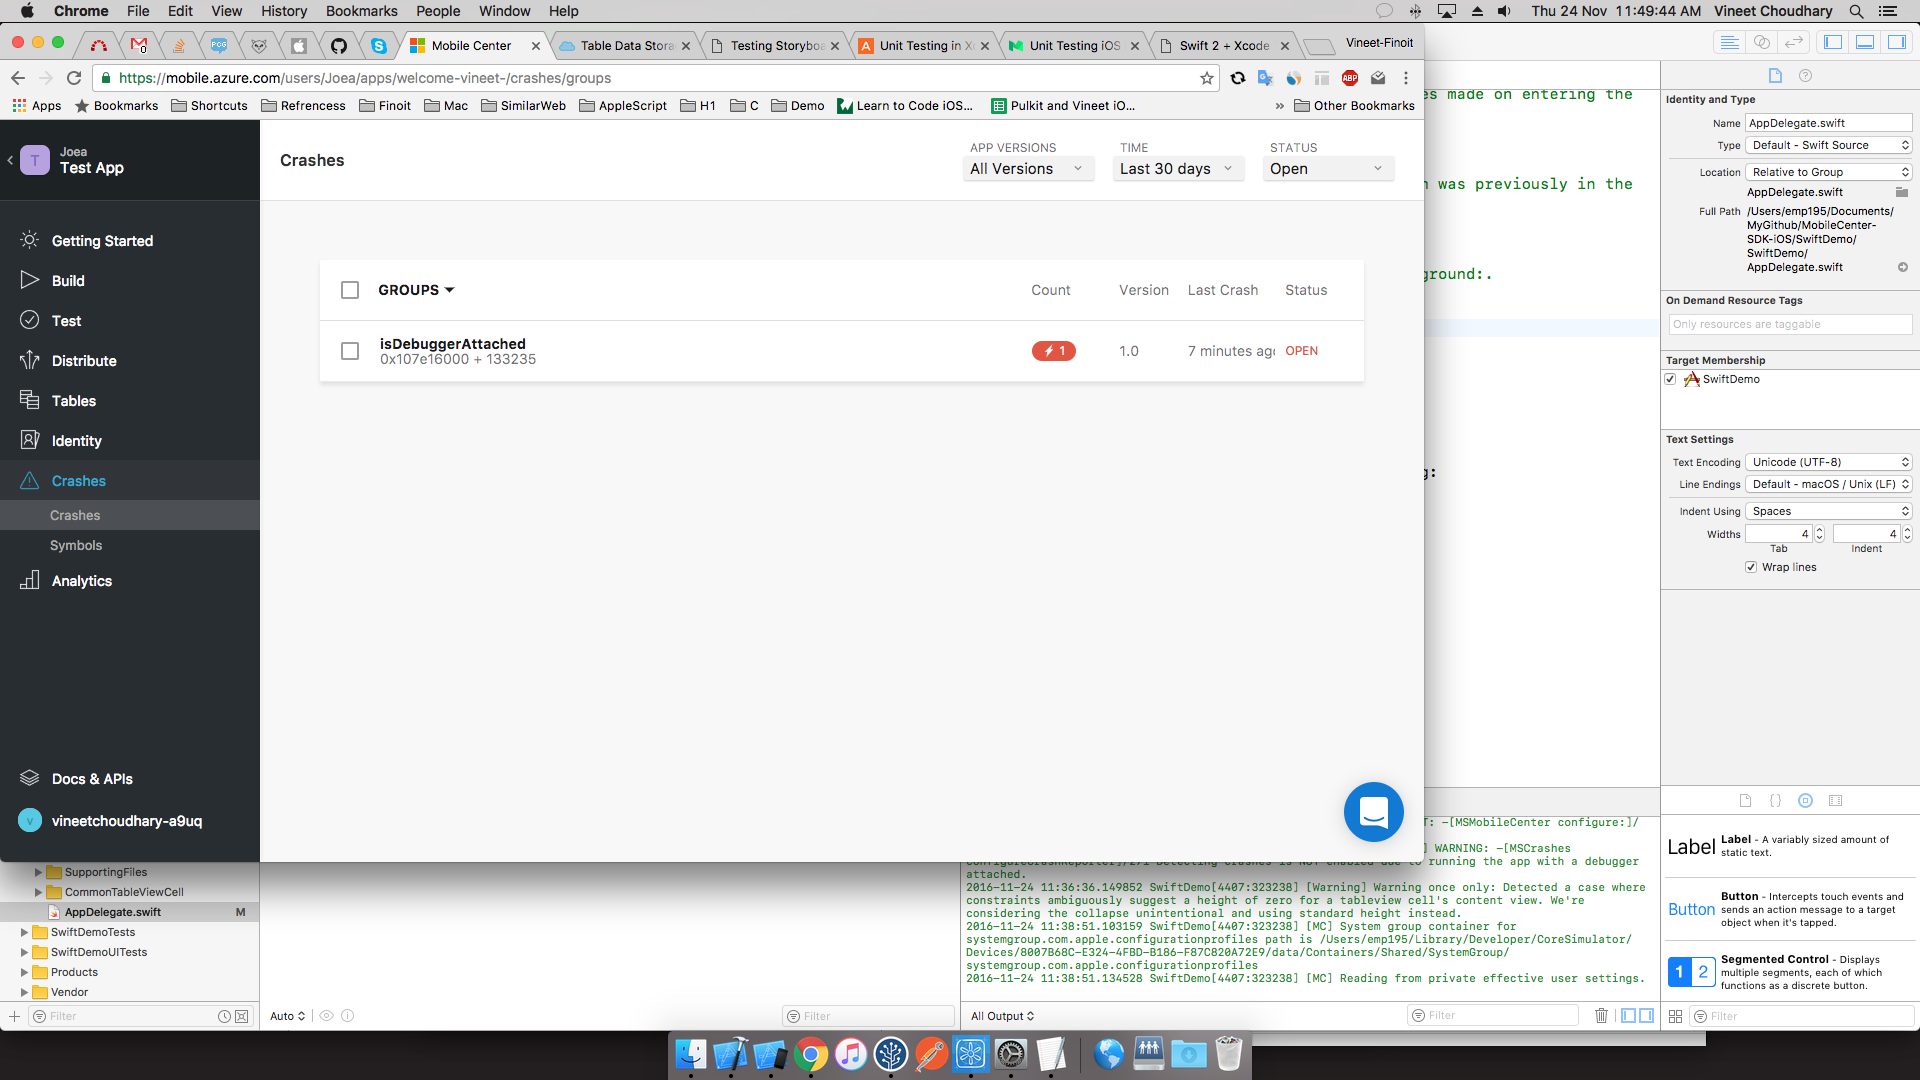 Chrome File Edit View History Bookmarks People Window Help
Thu 24 Nov 11:49:44 AM Vineet Choudhary
0 PCG Mobile Center Table Data Stora Testing Storyboa Unit Testing in Xc Unit Testing iOS Swift 2 + Xcode Vineet-Finoit
https://mobile.azure.com/users/Joea/apps/welcome-vineet-/crashes/groups
ABP
Apps Bookmarks Shortcuts Refrencess Finoit Mac SimilarWeb AppleScript H1 C Demo Learn to Code iOS... Pulkit and Vineet iO... » Other Bookmarks
T
Joea
Test App
Getting Started
Build
Test
Distribute
Tables
Identity
Crashes
Crashes
Symbols
Analytics
Docs & APIs
v vineetchoudhary-a9uq
Crashes
APP VERSIONS
All Versions
TIME
Last 30 days
STATUS
Open
GROUPS Count Version Last Crash Status
isDebuggerAttached
0x107e16000 + 133235
1 1.0 7 minutes ago OPEN
es made on entering the
n was previously in the
ground:.
g:
Identity and Type
Name AppDelegate.swift
Type Default - Swift Source
Location Relative to Group
AppDelegate.swift
Full Path /Users/emp195/Documents/
MyGithub/MobileCenter-
SDK-iOS/SwiftDemo/
SwiftDemo/
AppDelegate.swift
On Demand Resource Tags
Only resources are taggable
Target Membership
SwiftDemo
Text Settings
Text Encoding Unicode (UTF-8)
Line Endings Default - macOS / Unix (LF)
Indent Using Spaces
Widths 4 4
Tab Indent
Wrap lines
{}
Label Label - A variably sized amount of
static text.
Button Button - Intercepts touch events and
sends an action message to a target
object when it's tapped.
1 2 Segmented Control - Displays
multiple segments, each of which
functions as a discrete button.
Filter
SupportingFiles
CommonTableViewCell
AppDelegate.swift M
SwiftDemoTests
SwiftDemoUITests
Products
Vendor
Filter
Auto
Filter
T: -[MSMobileCenter configure:]/
] WARNING: -[MSCrashes
configureCrashReporter]/271 Detecting crashes is NOT enabled due to running the app with a debugger
attached.
2016-11-24 11:36:36.149852 SwiftDemo[4407:323238] [Warning] Warning once only: Detected a case where
constraints ambiguously suggest a height of zero for a tableview cell's content view. We're
considering the collapse unintentional and using standard height instead.
2016-11-24 11:38:51.103159 SwiftDemo[4407:323238] [MC] System group container for
systemgroup.com.apple.configurationprofiles path is /Users/emp195/Library/Developer/CoreSimulator/
Devices/8007B68C-E324-4FBD-B186-F87C820A72E9/data/Containers/Shared/SystemGroup/
systemgroup.com.apple.configurationprofiles
2016-11-24 11:38:51.134528 SwiftDemo[4407:323238] [MC] Reading from private effective user settings.
All Output
Filter